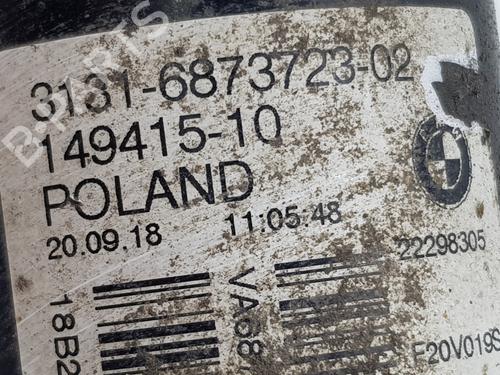 3131-6873723-02
149415-10
POLAND
20.09.18 11:05:48
22298305
18B2
VA68
F20V019S
B-PARTS